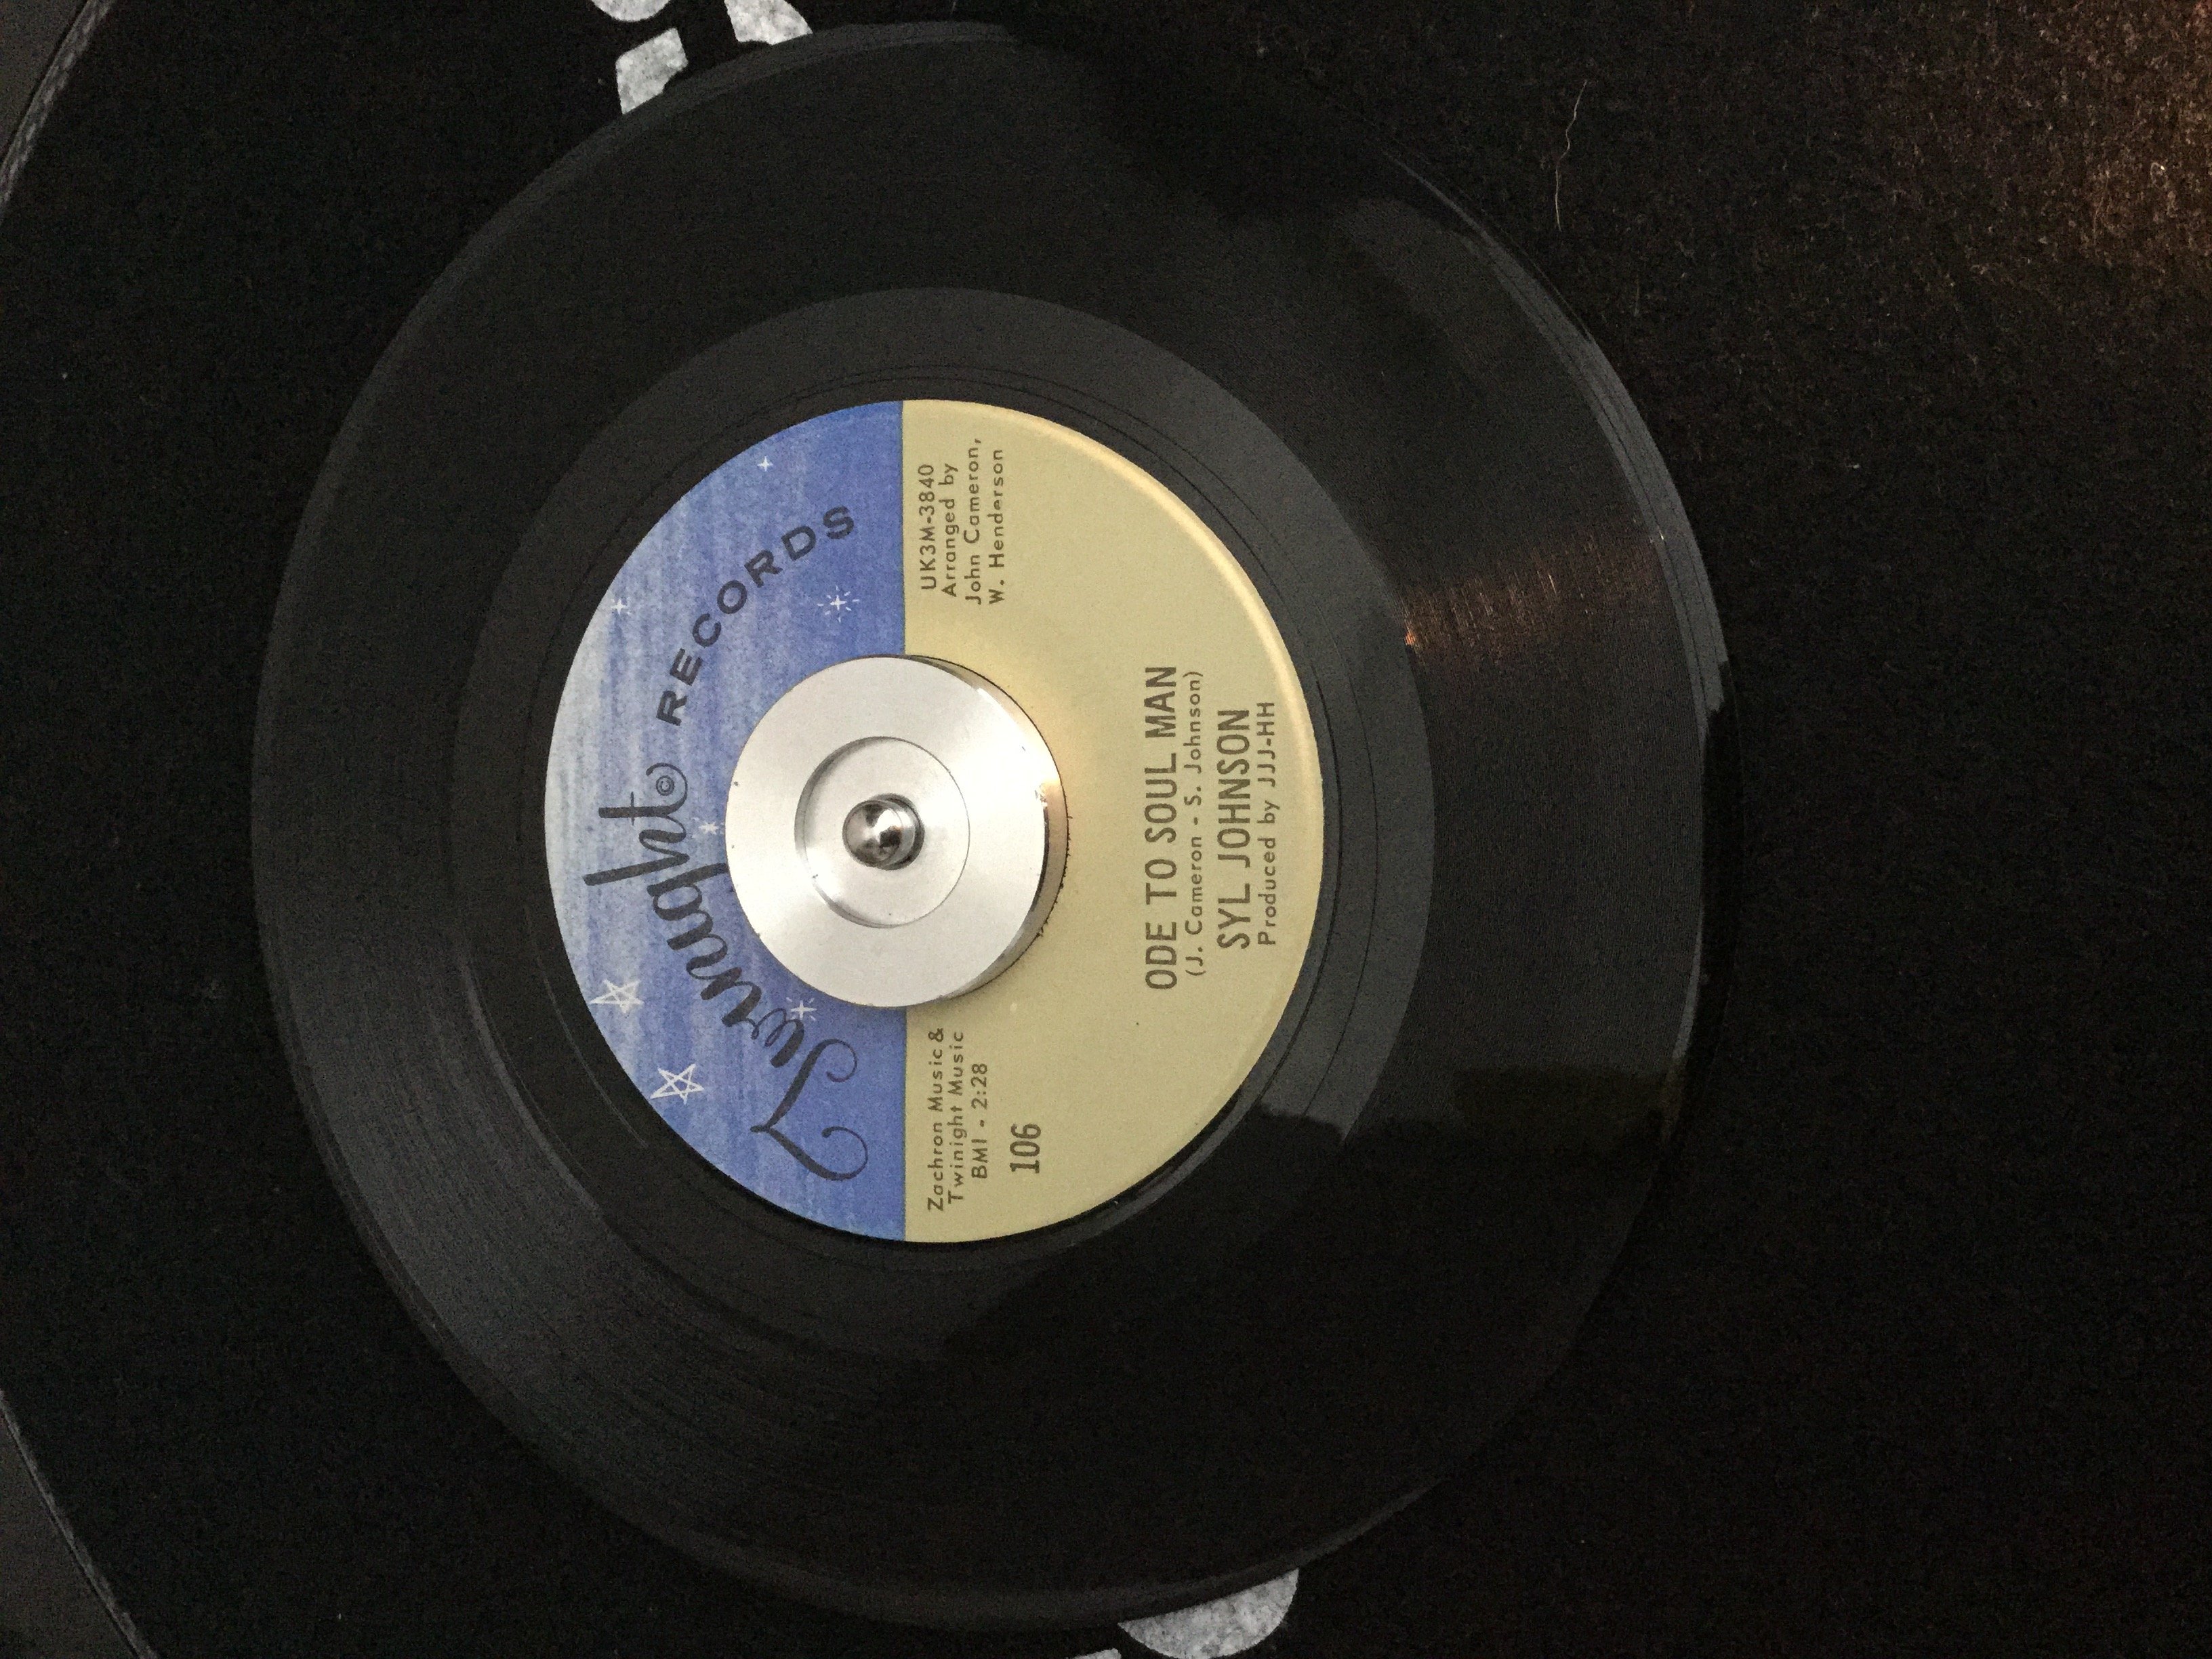 Twinight © RECORDS
Zachron Music &
Twinight Music
BMI - 2:28
106
UK3M-3840
Arranged by
John Cameron,
W. Henderson
ODE TO SOUL MAN
(J. Cameron - S. Johnson)
SYL JOHNSON
Produced by JJJ-HH